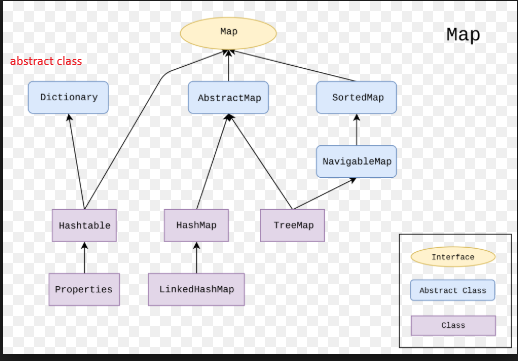 Map
Map
abstract class
Dictionary
AbstractMap
SortedMap
NavigableMap
Hashtable
HashMap
TreeMap
Properties
LinkedHashMap
Interface
Abstract Class
Class